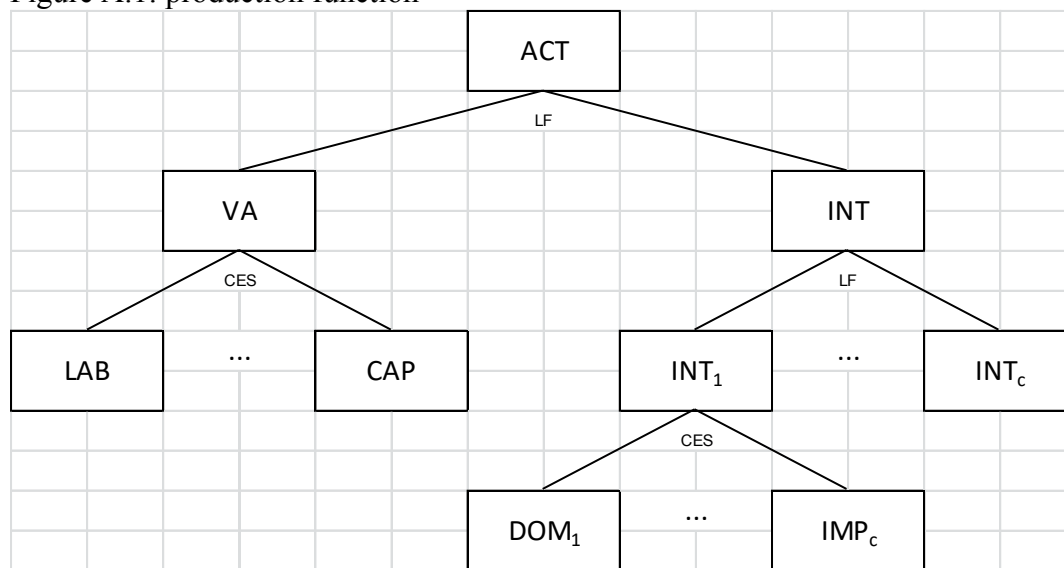 Figure A.1: production function
ACT
LF
VA
INT
CES
LF
LAB
...
CAP
INT₁
...
INTc
CES
DOM₁
...
IMPc